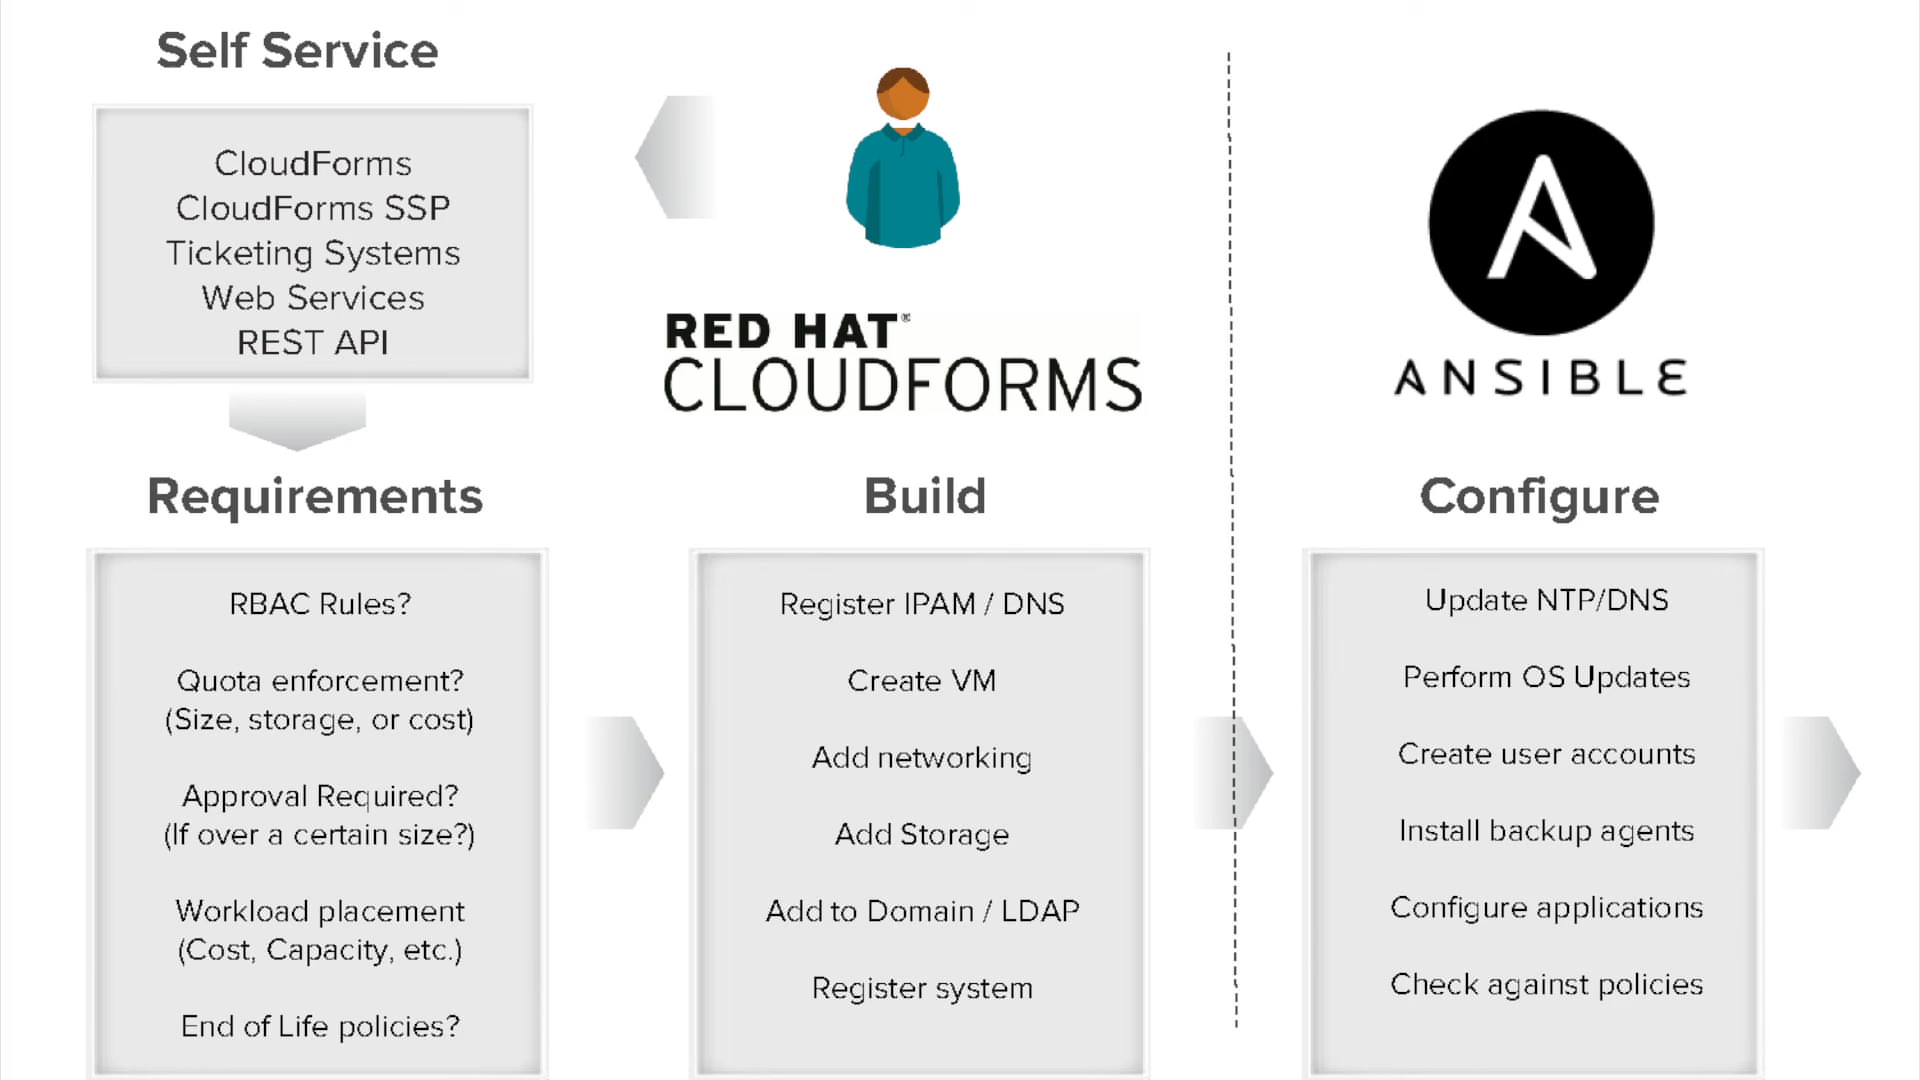 Self Service
CloudForms
CloudForms SSP
Ticketing Systems
Web Services
REST API
RED HAT®
CLOUDFORMS
ANSIBLE
Requirements
RBAC Rules?
Quota enforcement?
(Size, storage, or cost)
Approval Required?
(If over a certain size?)
Workload placement
(Cost, Capacity, etc.)
End of Life policies?
Build
Register IPAM / DNS
Create VM
Add networking
Add Storage
Add to Domain / LDAP
Register system
Configure
Update NTP/DNS
Perform OS Updates
Create user accounts
Install backup agents
Configure applications
Check against policies